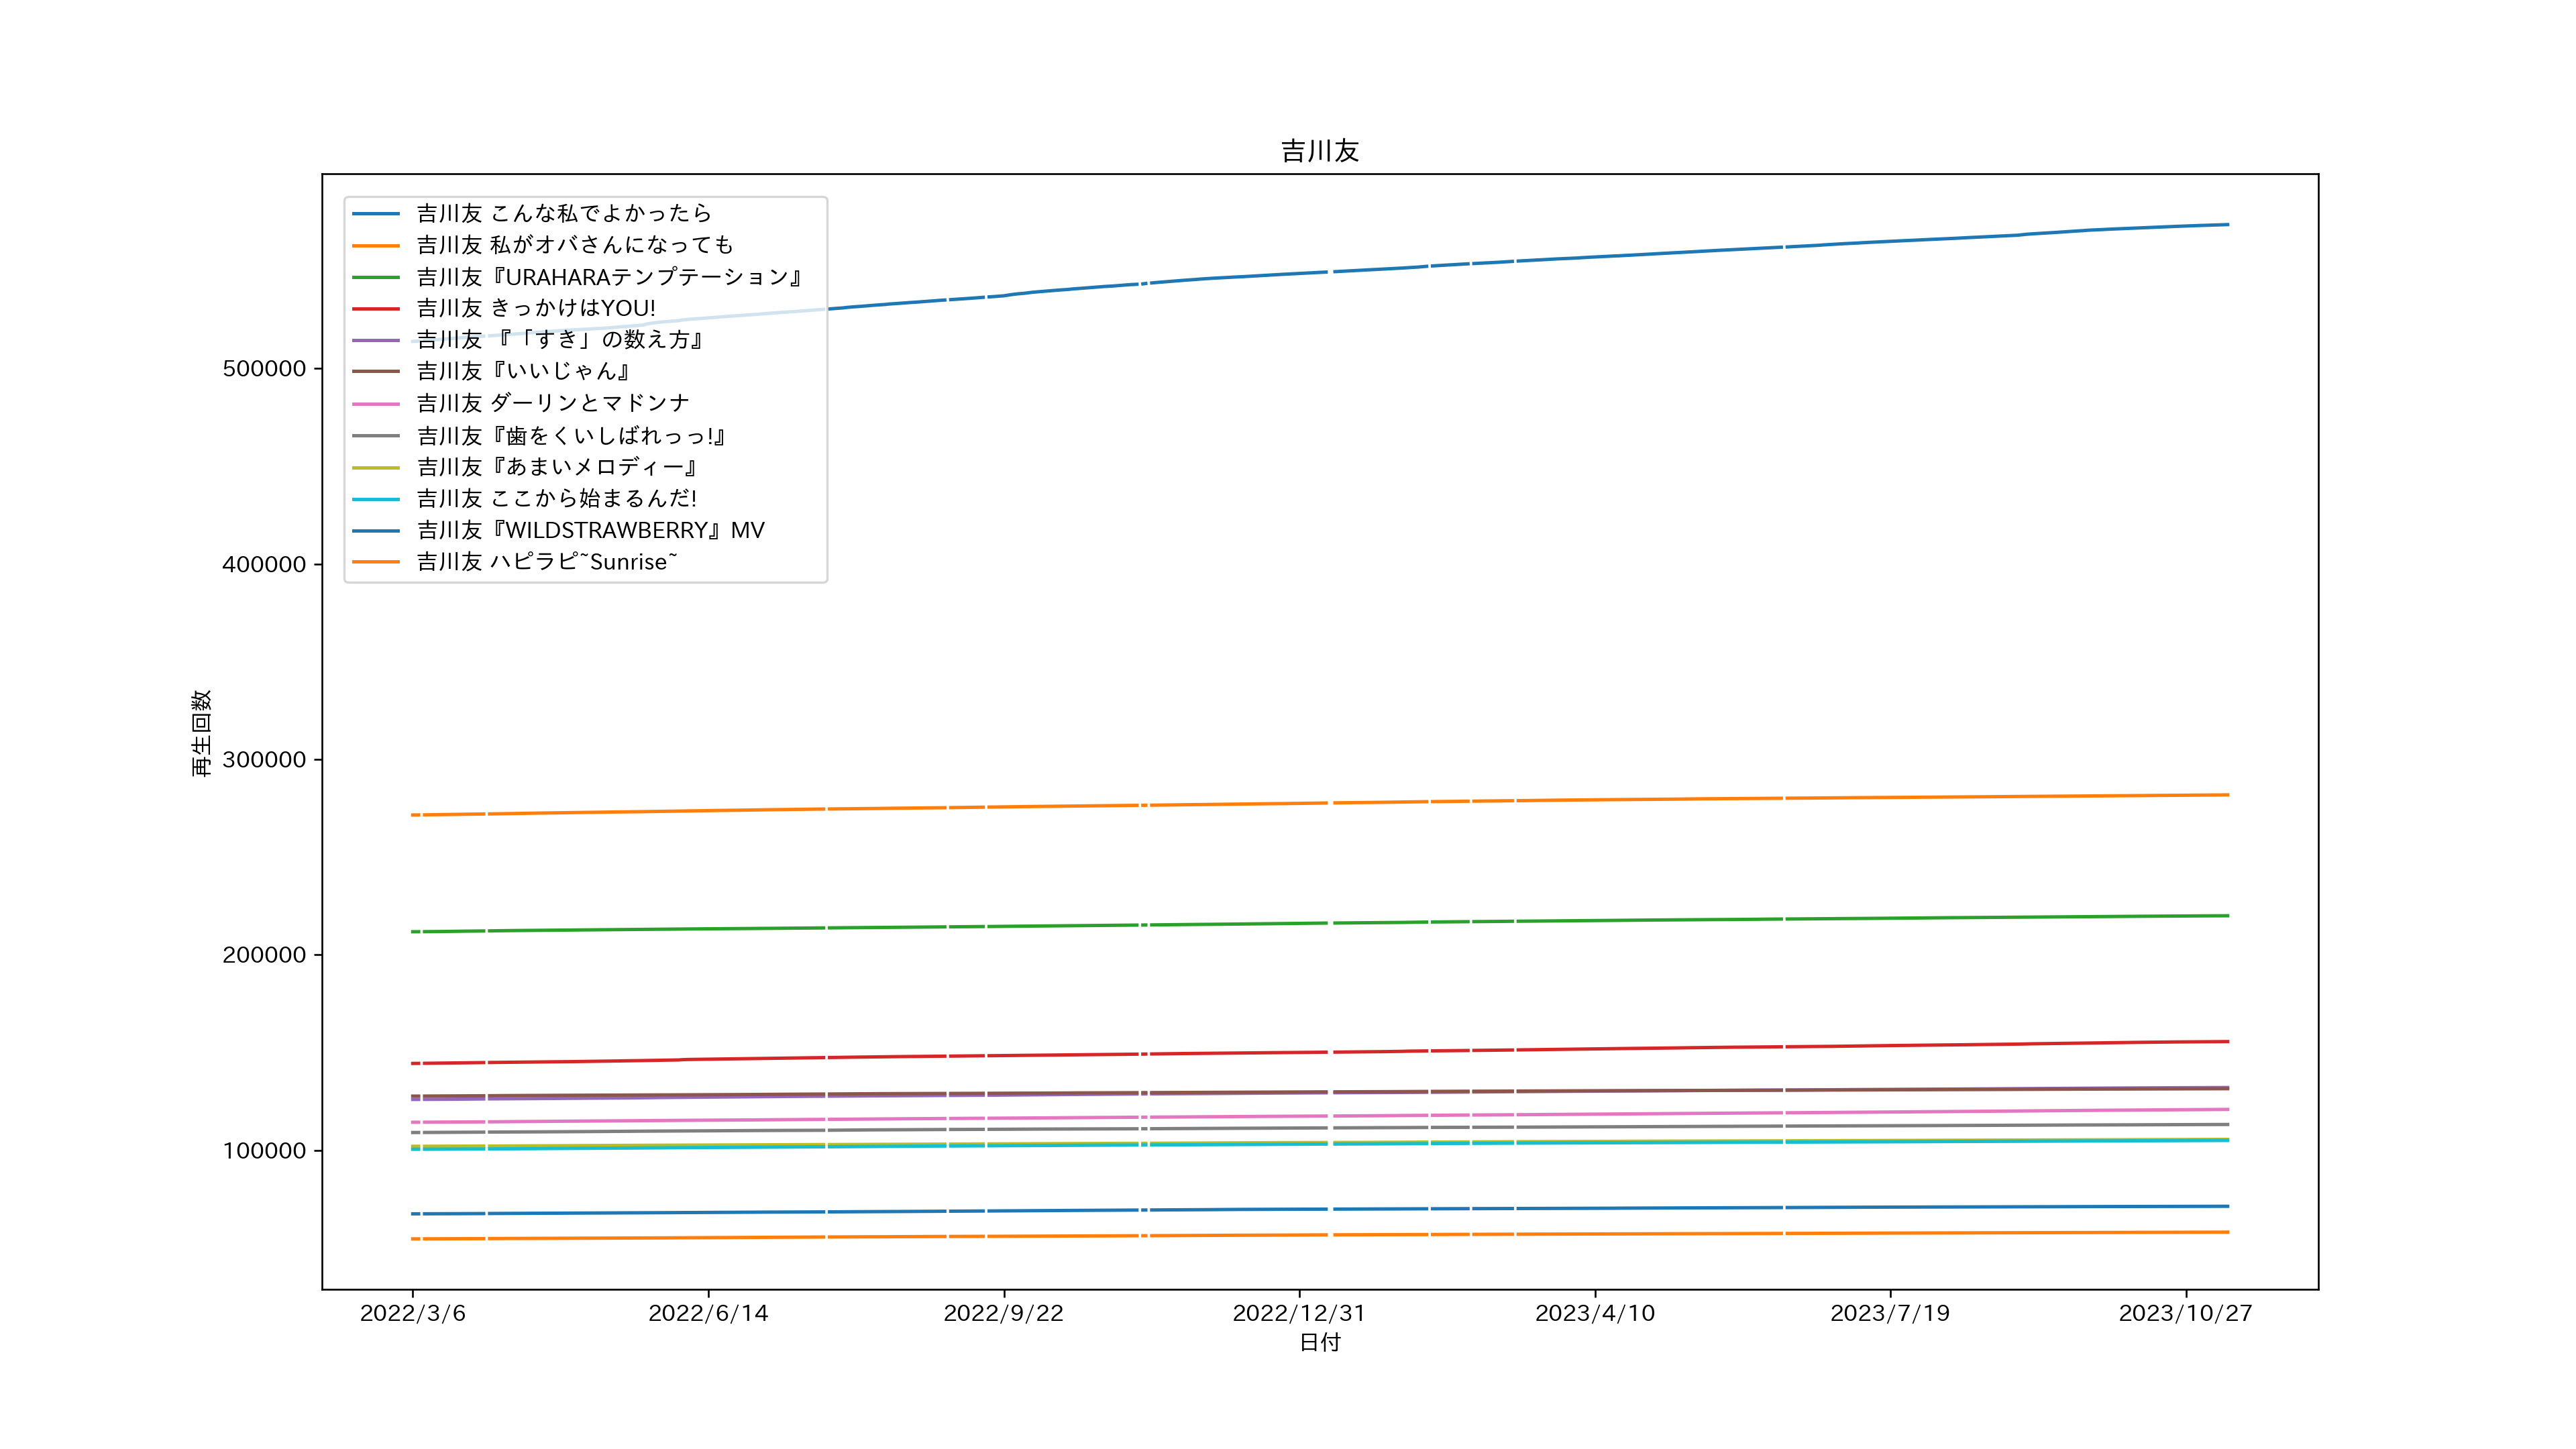 吉川友
吉川友 こんな私でよかったら
吉川友 私がオバさんになっても
吉川友『URAHARAテンプテーション』
吉川友 きっかけはYOU!
吉川友 『「すき」の数え方』
吉川友『いいじゃん』
吉川友 ダーリンとマドンナ
吉川友『歯をくいしばれっっ!』
吉川友『あまいメロディー』
吉川友 ここから始まるんだ!
吉川友『WILDSTRAWBERRY』MV
吉川友 ハピラピ~Sunrise~
再生回数
500000
400000
300000
200000
100000
2022/3/6 2022/6/14 2022/9/22 2022/12/31 2023/4/10 2023/7/19 2023/10/27
日付